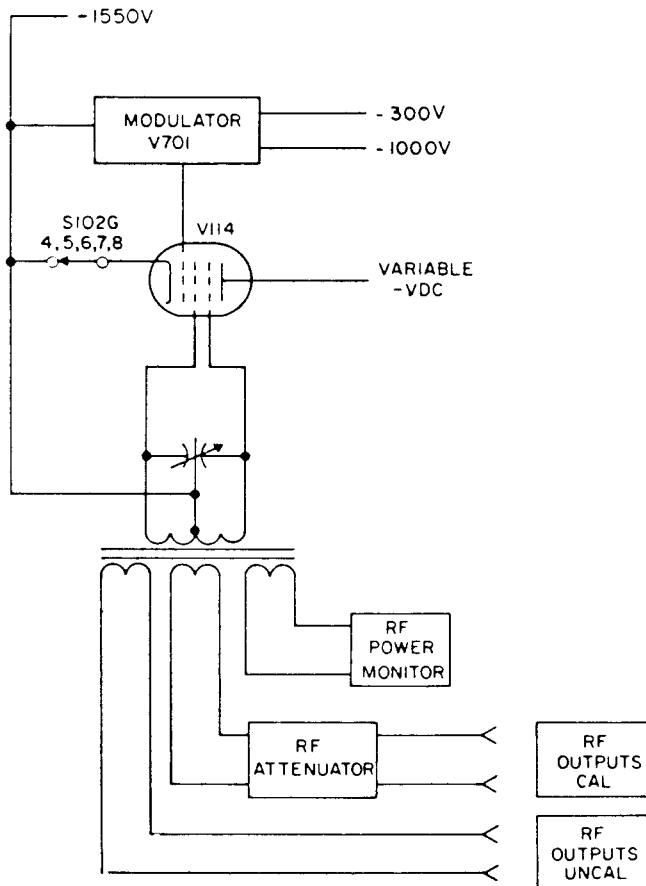 -1550V
MODULATOR
V701
-300V
-1000V
S102G
4,5,6,7,8
V114
VARIABLE
-VDC
RF
POWER
MONITOR
RF
ATTENUATOR
RF
OUTPUTS
CAL
RF
OUTPUTS
UNCAL